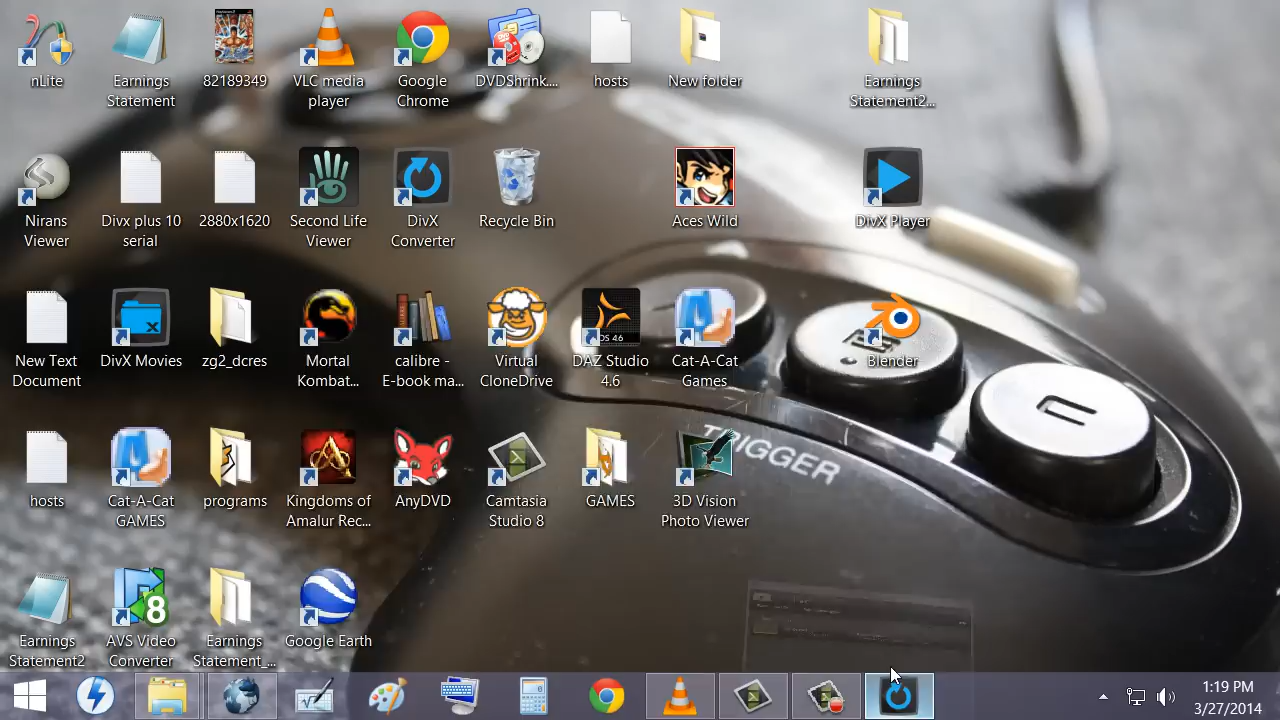 nLite
Earnings
Statement
82189349
VLC media
player
Google
Chrome
DVDShrink....
hosts
New folder
Earnings
Statement2...
Nirans
Viewer
Divx plus 10
serial
2880x1620
Second Life
Viewer
DivX
Converter
Recycle Bin
Aces Wild
DivX Player
New Text
Document
DivX Movies
zg2_dcres
Mortal
Kombat...
calibre -
E-book ma...
Virtual
CloneDrive
OS 4.6
DAZ Studio
4.6
Cat-A-Cat
Games
Blender
C
TRIGGER
hosts
Cat-A-Cat
GAMES
programs
Kingdoms of
Amalur Rec...
AnyDVD
Camtasia
Studio 8
GAMES
3D Vision
Photo Viewer
Earnings
Statement2
8
AVS Video
Converter
Earnings
Statement_...
Google Earth
1:19 PM
3/27/2014